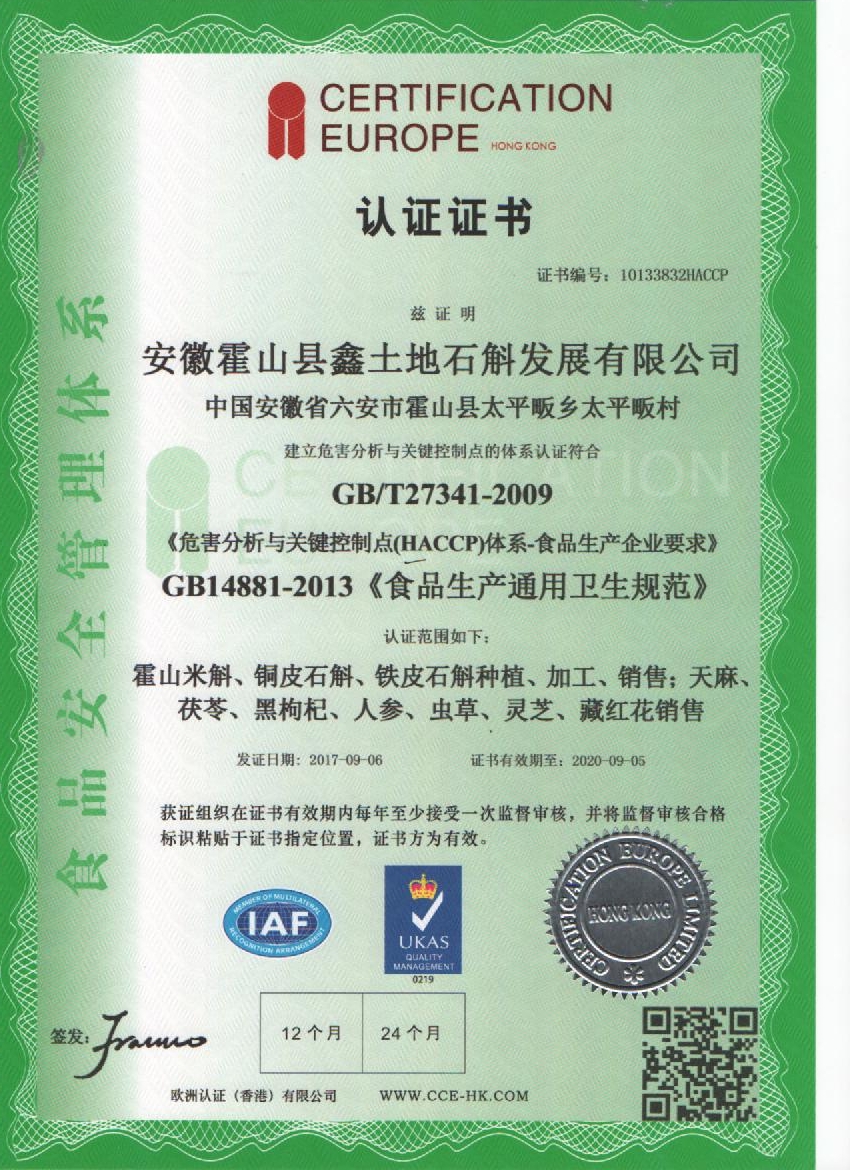 CERTIFICATION
EUROPE HONG KONG
认证证书
证书编号：10133832HACCP
兹证明
安徽霍山县鑫土地石斛发展有限公司
中国安徽省六安市霍山县太平畈乡太平畈村
建立危害分析与关键控制点的体系认证符合
GB/T27341-2009
《危害分析与关键控制点(HACCP)体系-食品生产企业要求》
GB14881-2013《食品生产通用卫生规范》
认证范围如下：
霍山米斛、铜皮石斛、铁皮石斛种植、加工、销售；天麻、
茯苓、黑枸杞、人参、虫草、灵芝、藏红花销售
发证日期：2017-09-06 证书有效期至：2020-09-05
获证组织在证书有效期内每年至少接受一次监督审核，并将监督审核合格
标识粘贴于证书指定位置，证书方为有效。
食品安全管理体系
MEMBER OF MULTILATERAL
IAF
RECOGNITION ARRANGEMENT
UKAS
QUALITY
MANAGEMENT
0219
CERTIFICATION EUROPE LIMITED
HONG KONG
签发:
12 个月 24 个月
欧洲认证（香港）有限公司 WWW.CCE-HK.COM